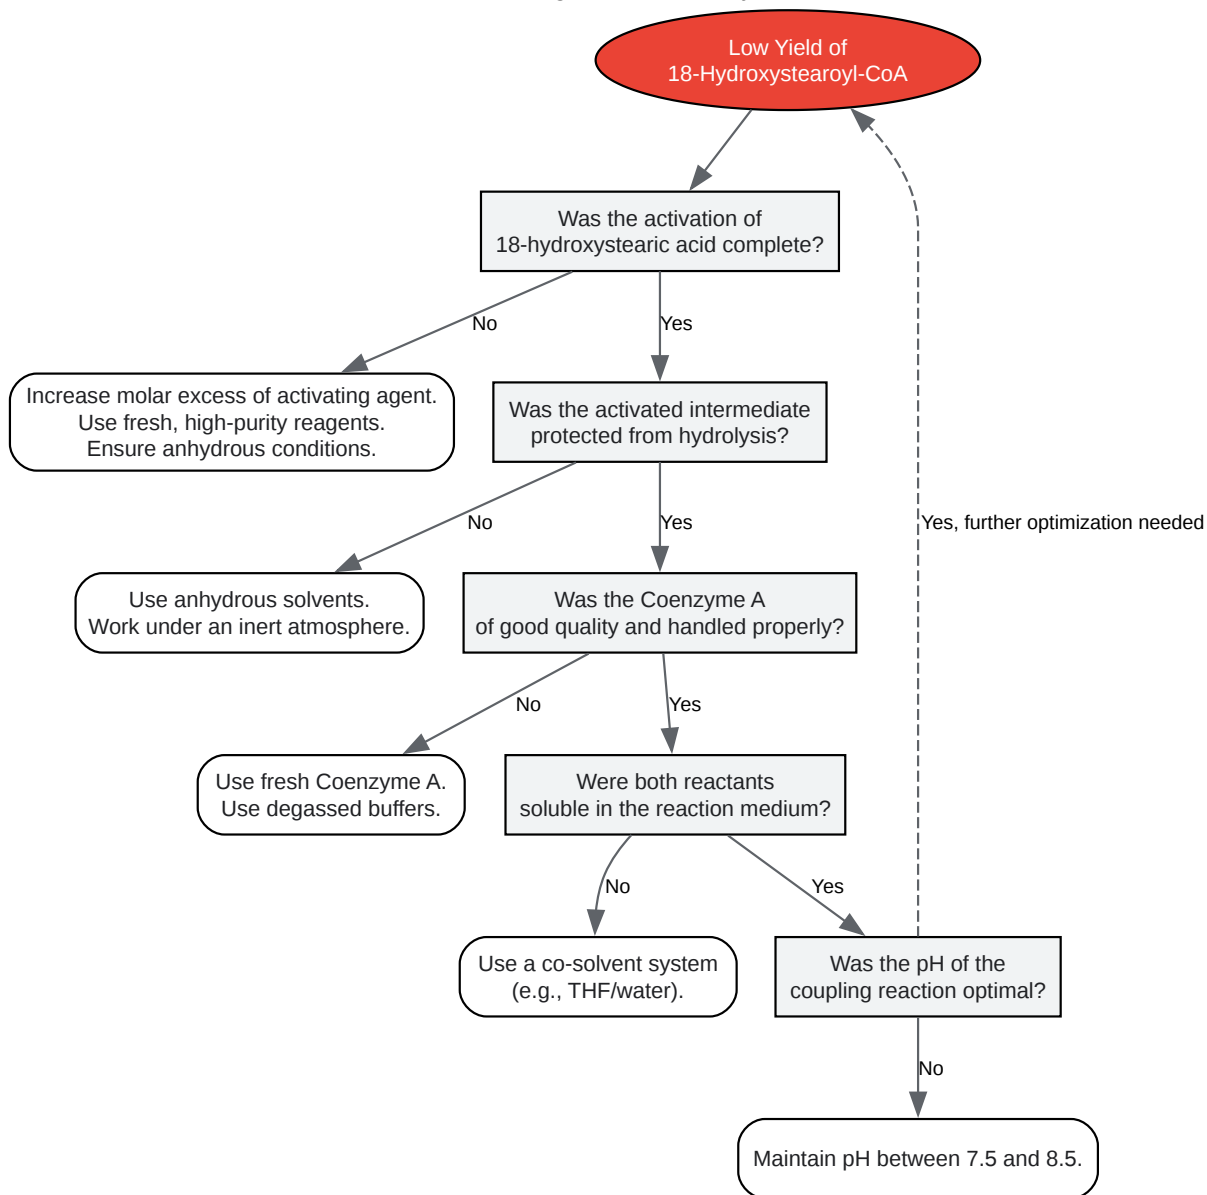 Low Yield of
18-Hydroxystearoyl-CoA
Was the activation of
18-hydroxystearic acid complete?
No
Yes
Increase molar excess of activating agent.
Use fresh, high-purity reagents.
Ensure anhydrous conditions.
Was the activated intermediate
protected from hydrolysis?
No
Yes
Yes, further optimization needed
Use anhydrous solvents.
Work under an inert atmosphere.
Was the Coenzyme A
of good quality and handled properly?
No
Yes
Use fresh Coenzyme A.
Use degassed buffers.
Were both reactants
soluble in the reaction medium?
No
Yes
Use a co-solvent system
(e.g., THF/water).
Was the pH of the
coupling reaction optimal?
No
Maintain pH between 7.5 and 8.5.